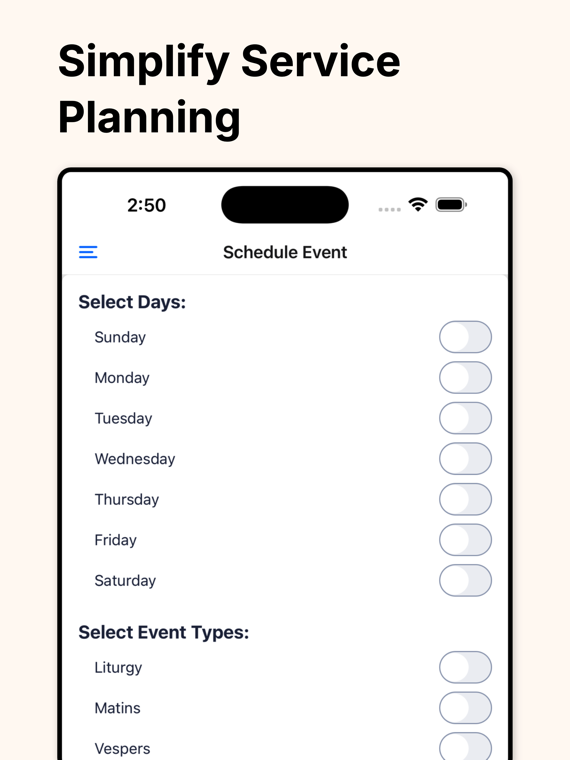 Simplify Service
Planning
2:50
Schedule Event
Select Days:
Sunday
Monday
Tuesday
Wednesday
Thursday
Friday
Saturday
Select Event Types:
Liturgy
Matins
Vespers